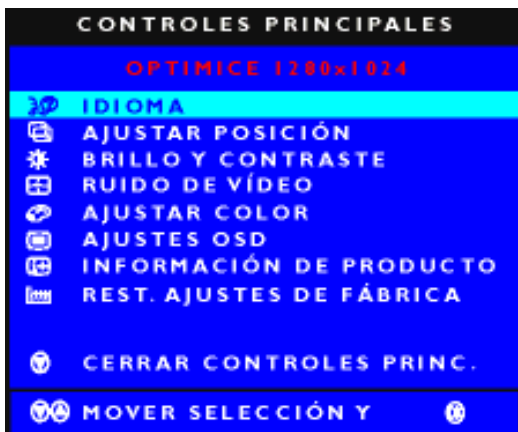 CONTROLES PRINCIPALES
OPTIMICE 1280x1024
IDIOMA
AJUSTAR POSICIÓN
BRILLO Y CONTRASTE
RUIDO DE VÍDEO
AJUSTAR COLOR
AJUSTES OSD
INFORMACIÓN DE PRODUCTO
REST. AJUSTES DE FÁBRICA
CERRAR CONTROLES PRINC.
MOVER SELECCIÓN Y